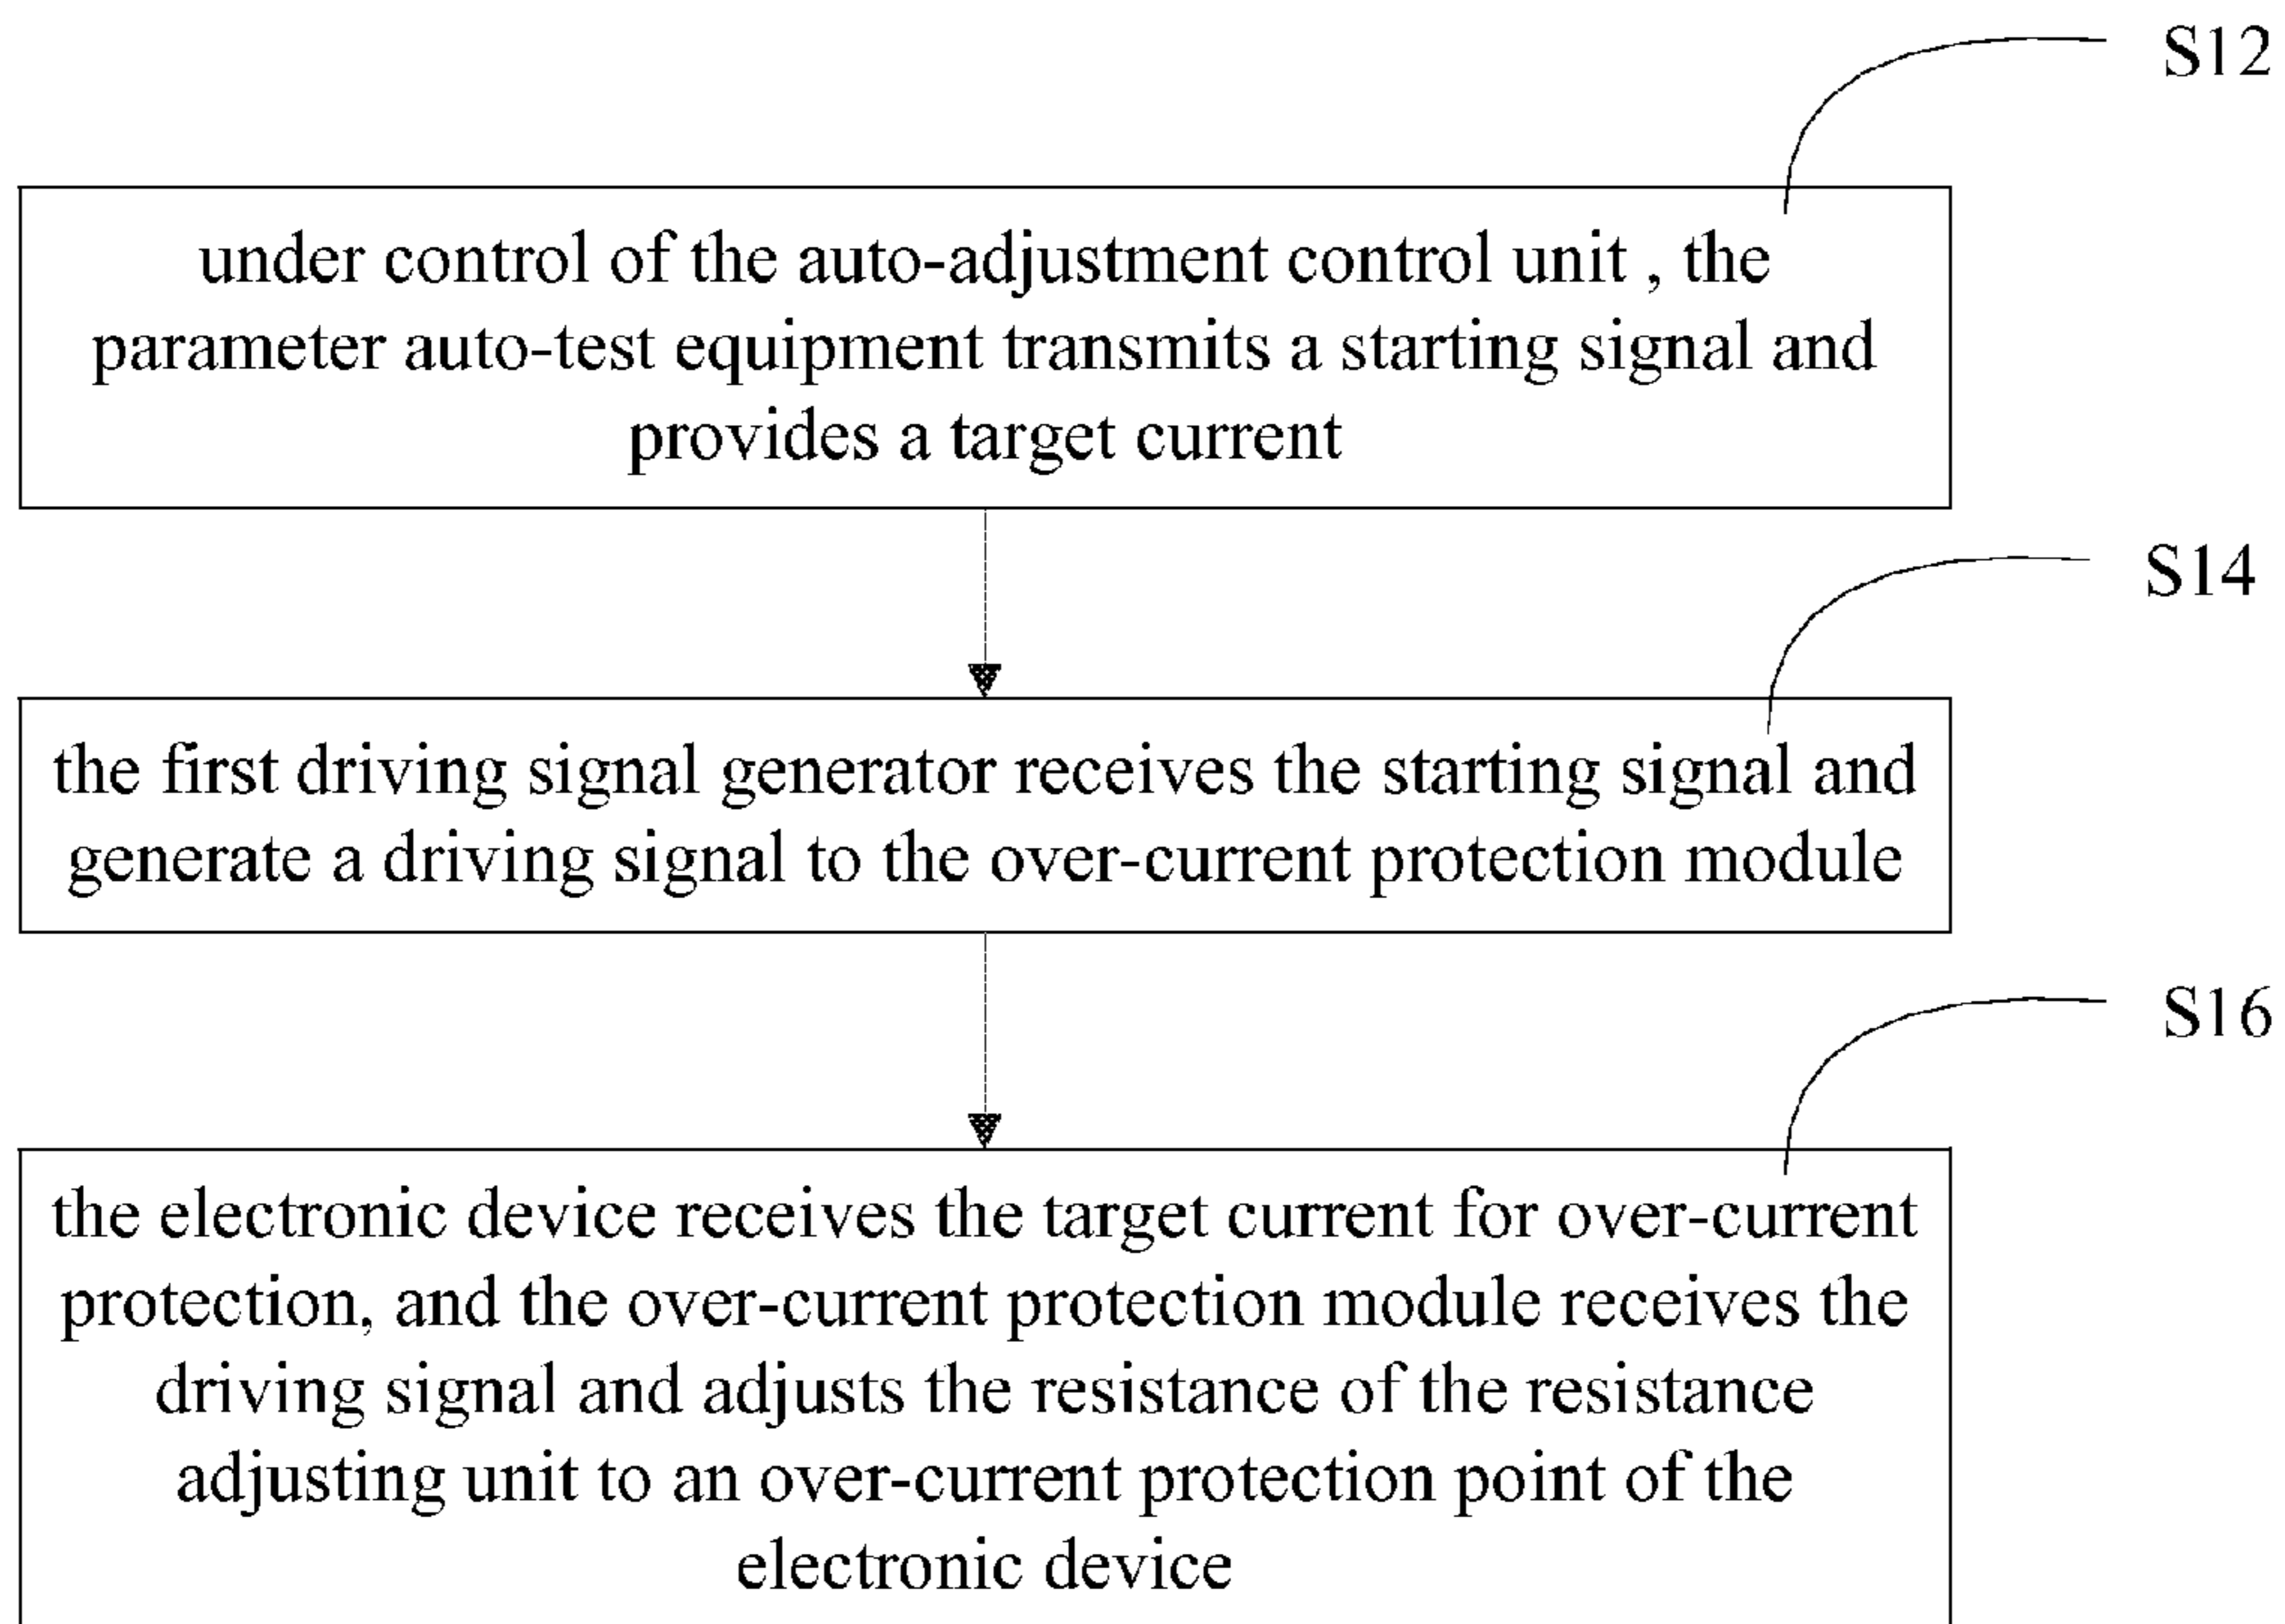 S12
under control of the auto-adjustment control unit , the
parameter auto-test equipment transmits a starting signal and
provides a target current
S14
the first driving signal generator receives the starting signal and
generate a driving signal to the over-current protection module
S16
the electronic device receives the target current for over-current
protection, and the over-current protection module receives the
driving signal and adjusts the resistance of the resistance
adjusting unit to an over-current protection point of the
electronic device